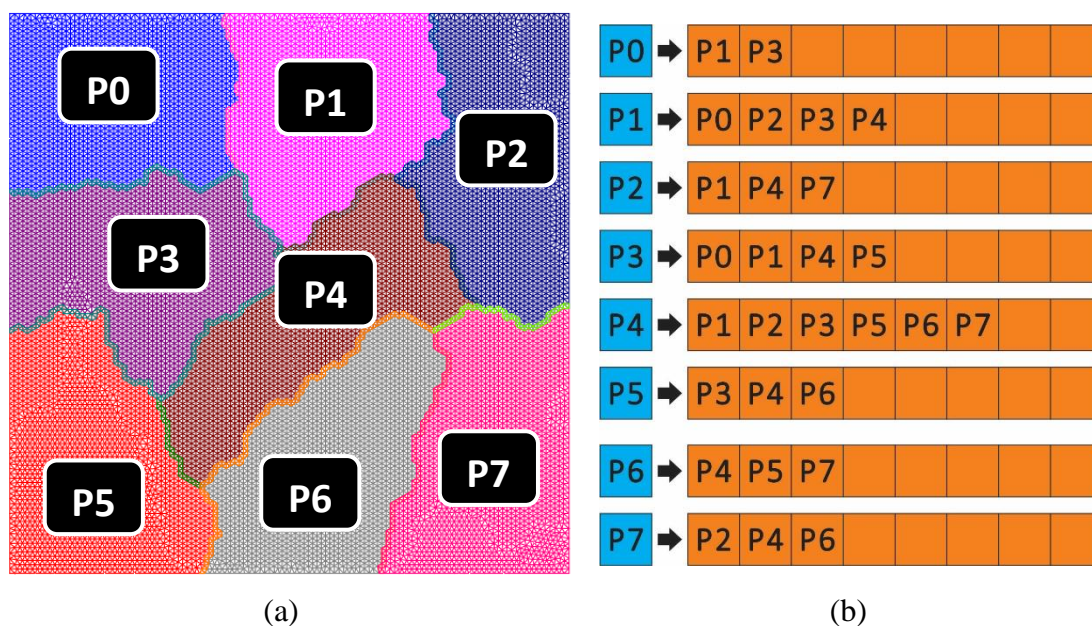 P0
P1
P2
P3
P4
P5
P6
P7
(a)
P0 P1 P3
P1 P0 P2 P3 P4
P2 P1 P4 P7
P3 P0 P1 P4 P5
P4 P1 P2 P3 P5 P6 P7
P5 P3 P4 P6
P6 P4 P5 P7
P7 P2 P4 P6
(b)